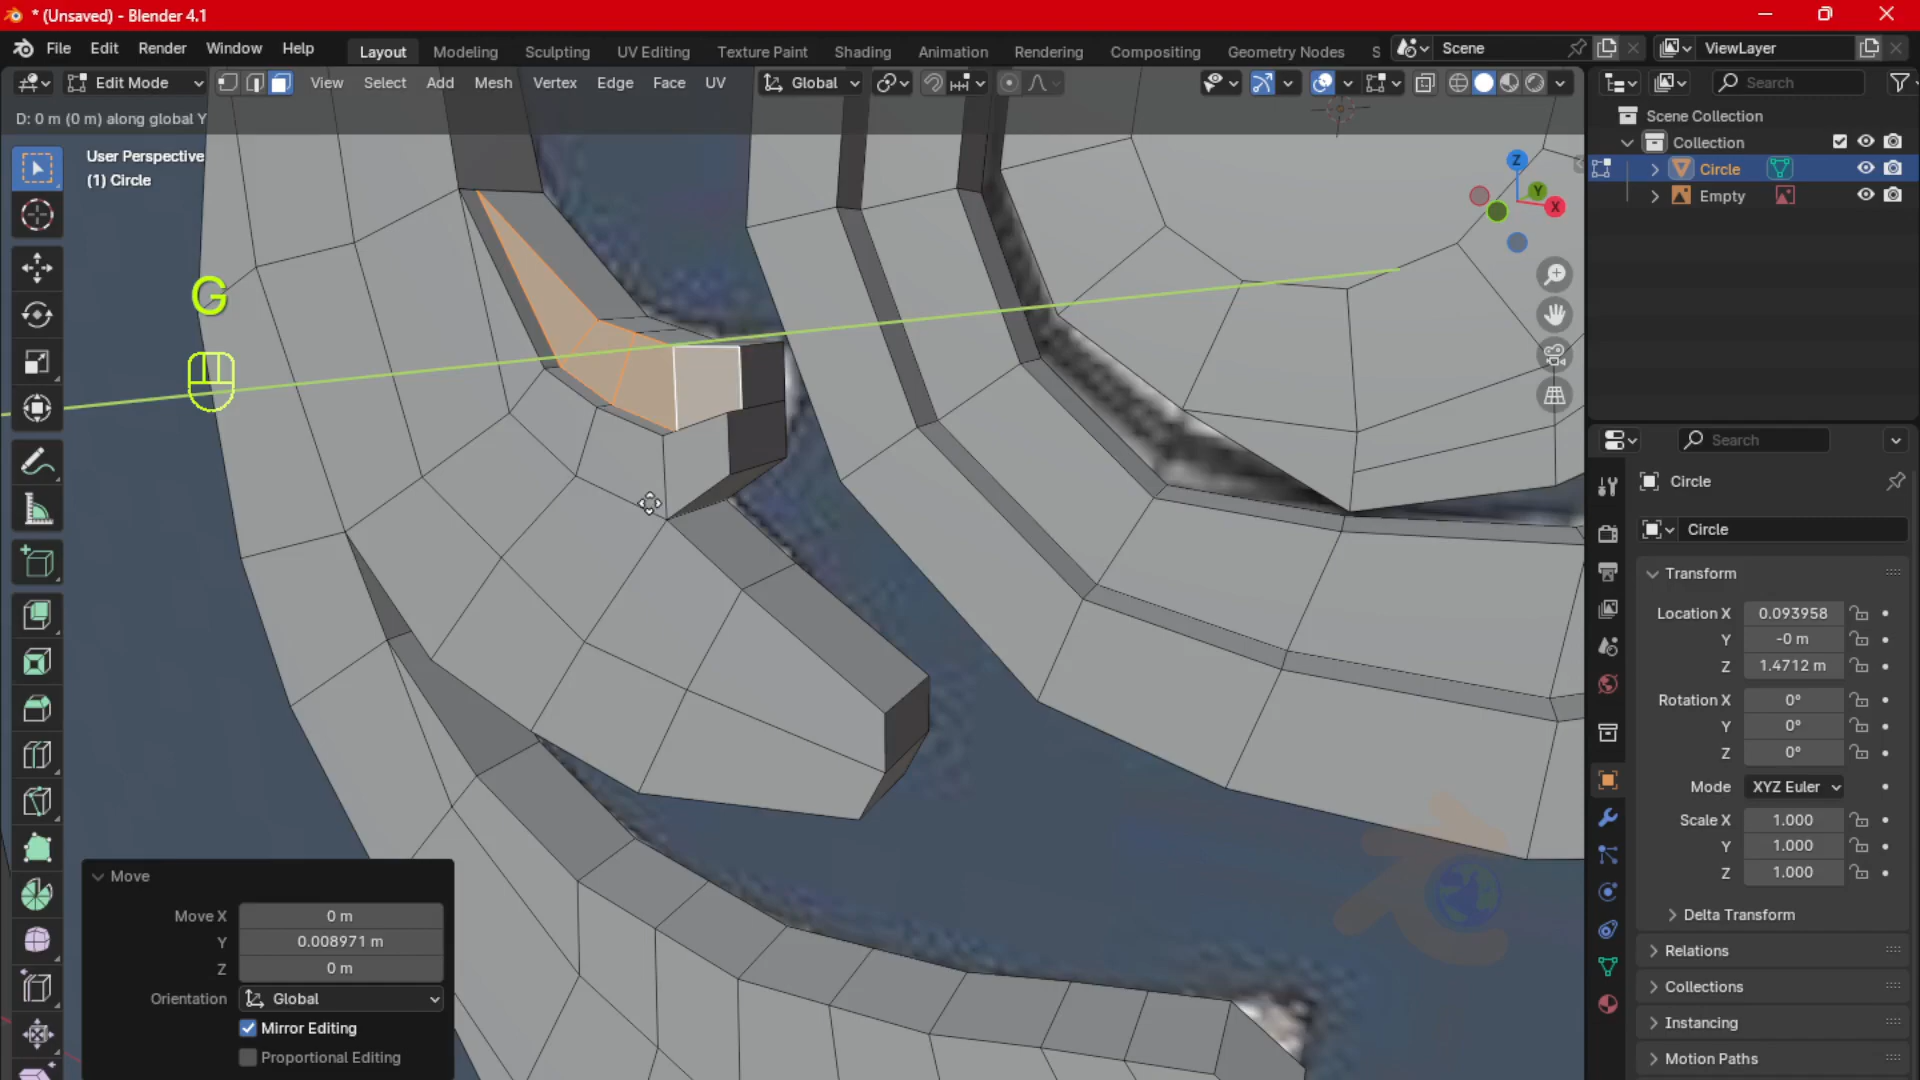 * (Unsaved) - Blender 4.1
File Edit Render Window Help
Layout Modeling Sculpting UV Editing Texture Paint Shading Animation Rendering Compositing Geometry Nodes S
Scene
ViewLayer
Edit Mode View Select Add Mesh Vertex Edge Face UV Global
D: 0 m (0 m) along global Y
User Perspective
(1) Circle
G
Z
Y
X
Search
Scene Collection
Collection
Circle
Empty
Search
Circle
Circle
Transform
Location X 0.093958
Y -0 m
Z 1.4712 m
Rotation X 0°
Y 0°
Z 0°
Mode XYZ Euler
Scale X 1.000
Y 1.000
Z 1.000
Delta Transform
Relations
Collections
Instancing
Motion Paths
Move
Move X 0 m
Y 0.008971 m
Z 0 m
Orientation Global
Mirror Editing
Proportional Editing